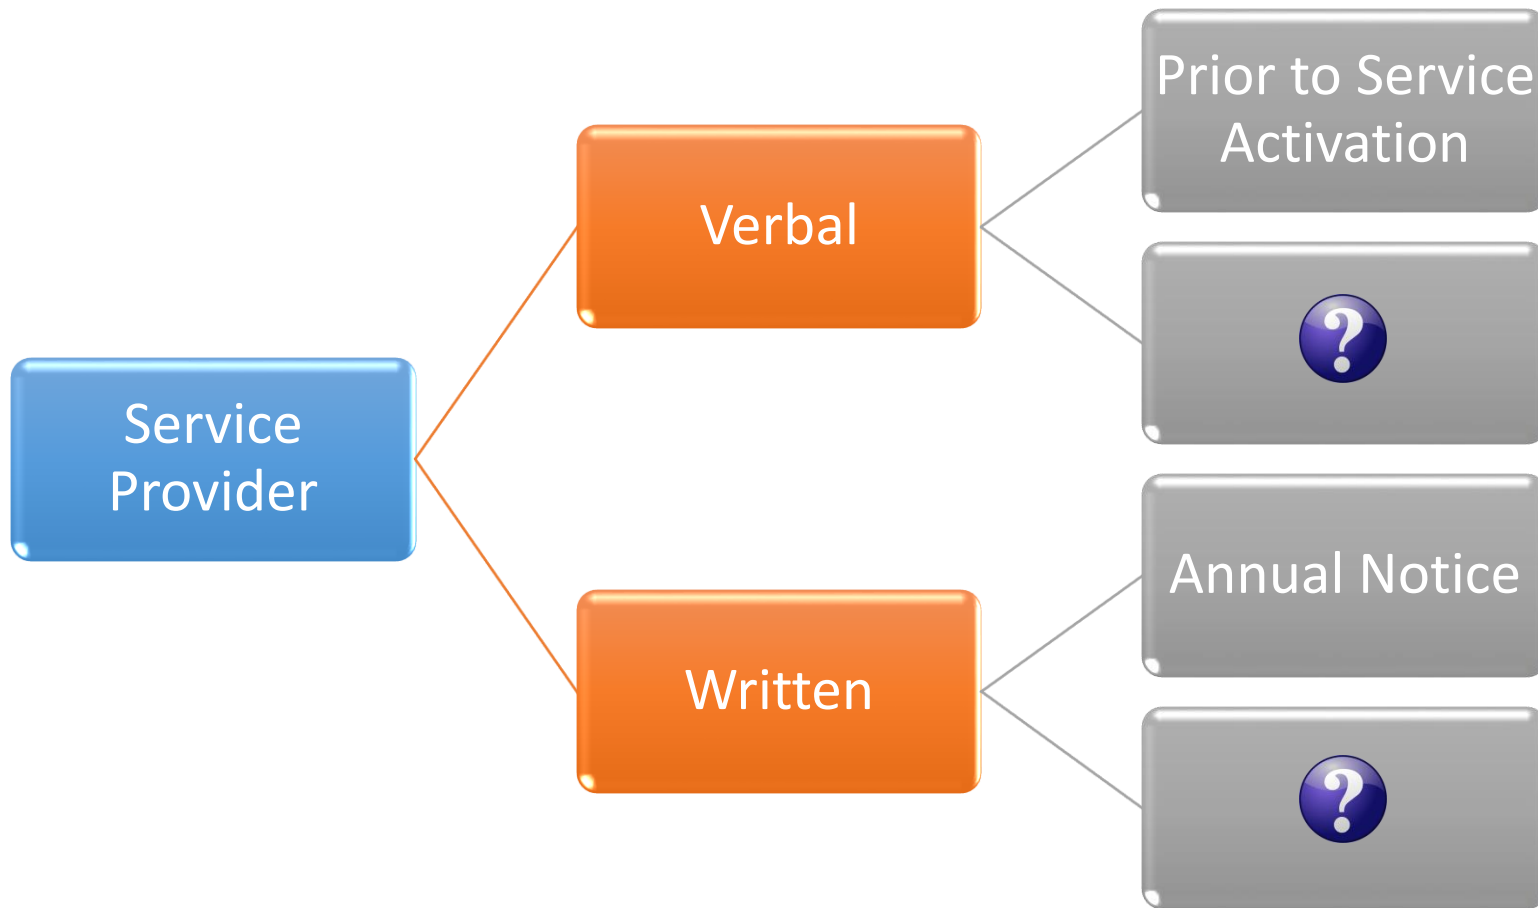 Service
Provider
Verbal
Written
Prior to Service
Activation
?
Annual Notice
?